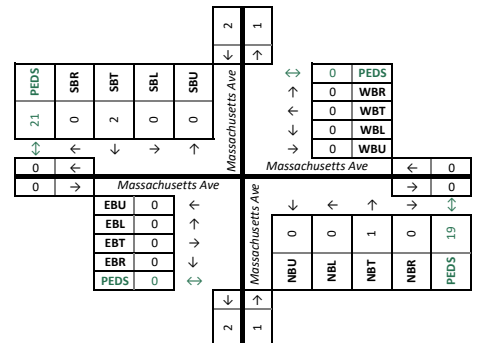 2 1
↓ ↑
PEDS SBR SBT SBL SBU
21 0 2 0 0
↕ ← ↓ → ↑
Massachusetts Ave
↔ 0 PEDS
↑ 0 WBR
← 0 WBT
↓ 0 WBL
→ 0 WBU
0 ←
0 →
Massachusetts Ave
← 0
→ 0
Massachusetts Ave
EBU 0 ←
EBL 0 ↑
EBT 0 →
EBR 0 ↓
PEDS 0 ↔
Massachusetts Ave
↓ ← ↑ → ↕
0 0 1 0 19
NBU NBL NBT NBR PEDS
↓ ↑
2 1